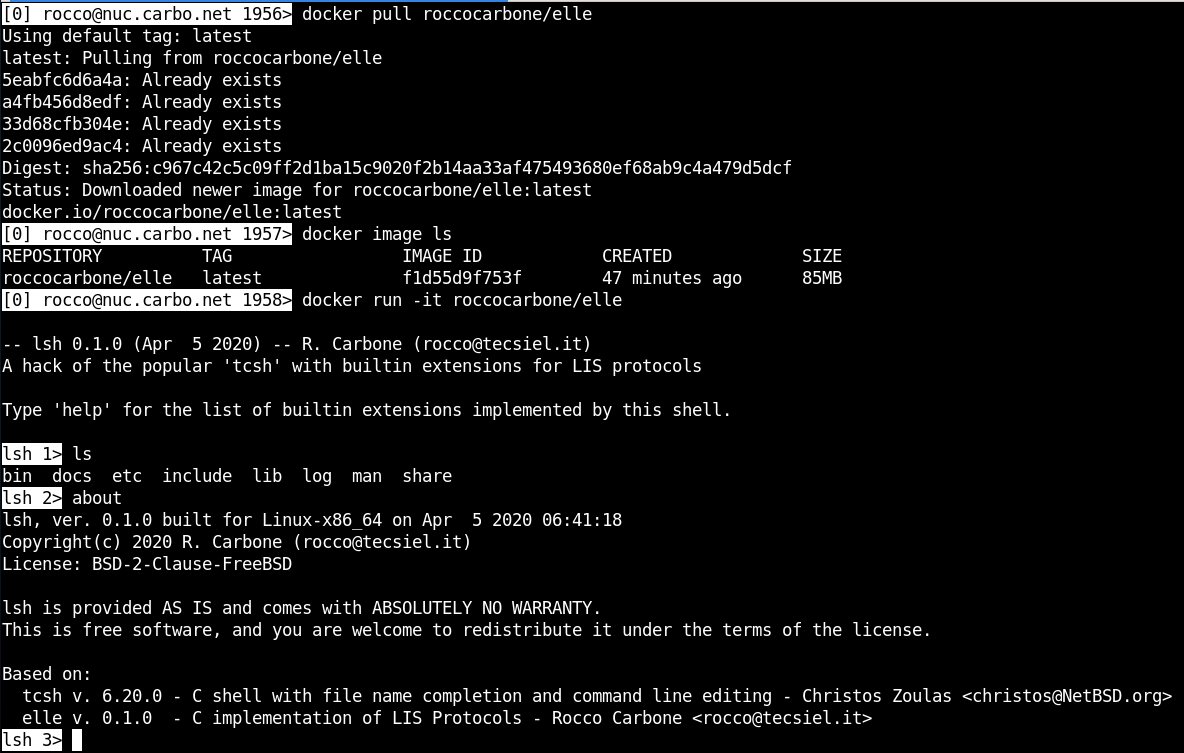 [0] rocco@nuc.carbo.net 1956> docker pull roccocarbone/elle
Using default tag: latest
latest: Pulling from roccocarbone/elle
5eabfc6d6a4a: Already exists
a4fb456d8edf: Already exists
33d68cfb304e: Already exists
2c0096ed9ac4: Already exists
Digest: sha256:c967c42c5c09ff2d1ba15c9020f2b14aa33af475493680ef68ab9c4a479d5dcf
Status: Downloaded newer image for roccocarbone/elle:latest
docker.io/roccocarbone/elle:latest
[0] rocco@nuc.carbo.net 1957> docker image ls
REPOSITORY          TAG                 IMAGE ID            CREATED             SIZE
roccocarbone/elle   latest              f1d55d9f753f        47 minutes ago      85MB
[0] rocco@nuc.carbo.net 1958> docker run -it roccocarbone/elle
-- lsh 0.1.0 (Apr  5 2020) -- R. Carbone (rocco@tecsiel.it)
A hack of the popular 'tcsh' with builtin extensions for LIS protocols
Type 'help' for the list of builtin extensions implemented by this shell.
lsh 1> ls
bin  docs  etc  include  lib  log  man  share
lsh 2> about
lsh, ver. 0.1.0 built for Linux-x86_64 on Apr  5 2020 06:41:18
Copyright(c) 2020 R. Carbone (rocco@tecsiel.it)
License: BSD-2-Clause-FreeBSD
lsh is provided AS IS and comes with ABSOLUTELY NO WARRANTY.
This is free software, and you are welcome to redistribute it under the terms of the license.
Based on:
  tcsh v. 6.20.0 - C shell with file name completion and command line editing - Christos Zoulas <christos@NetBSD.org>
  elle v. 0.1.0  - C implementation of LIS Protocols - Rocco Carbone <rocco@tecsiel.it>
lsh 3>